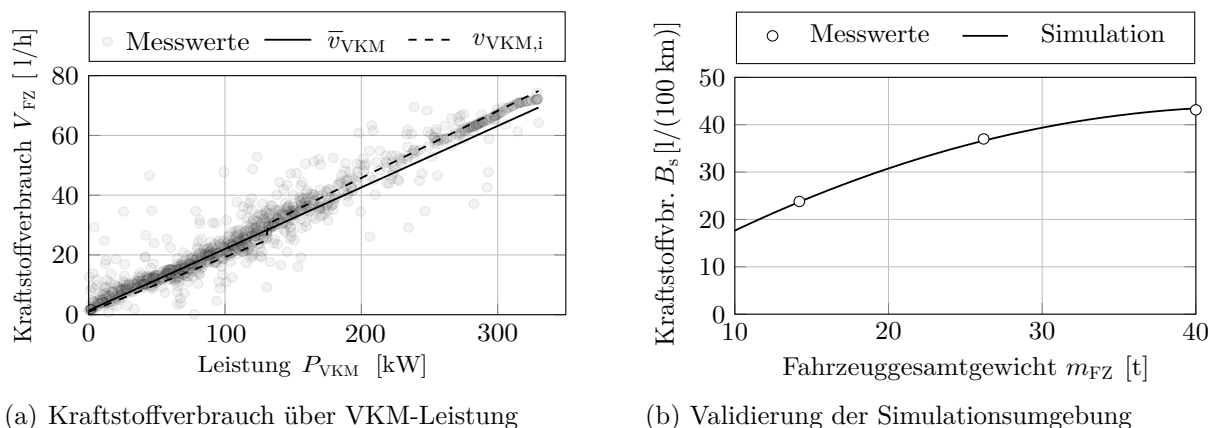 Messwerte v̅VKM vVKM,i
Kraftstoffverbrauch VFZ [l/h]
80
60
40
20
0
0 100 200 300
Leistung PVKM [kW]
(a) Kraftstoffverbrauch über VKM-Leistung
Messwerte Simulation
Kraftstoffvbr. Bs [l/(100 km)]
50
40
30
20
10
0
10 20 30 40
Fahrzeuggesamtgewicht mFZ [t]
(b) Validierung der Simulationsumgebung